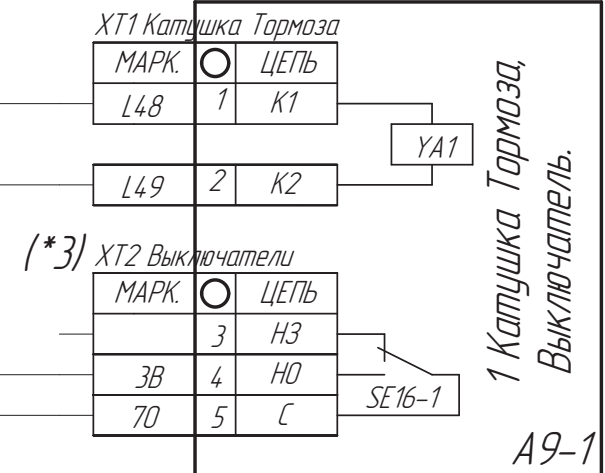 ХТ1 Катушка Тормоза
МАРК. ЦЕПЬ
L48 1 К1
YA1
L49 2 К2
(*3) ХТ2 Выключатели
МАРК. ЦЕПЬ
3 НЗ
3В 4 НО
70 5 С
SE16-1
1 Катушка Тормоза,
Выключатель.
А9-1